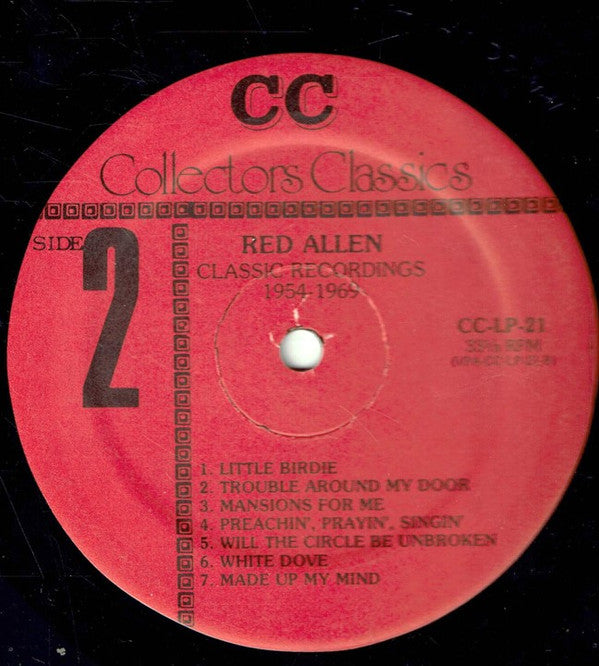 CC
Collectors Classics
SIDE 2
RED ALLEN
CLASSIC RECORDINGS
1954-1969
CC-LP-21
33⅓ RPM
1. LITTLE BIRDIE
2. TROUBLE AROUND MY DOOR
3. MANSIONS FOR ME
4. PREACHIN', PRAYIN', SINGIN'
5. WILL THE CIRCLE BE UNBROKEN
6. WHITE DOVE
7. MADE UP MY MIND